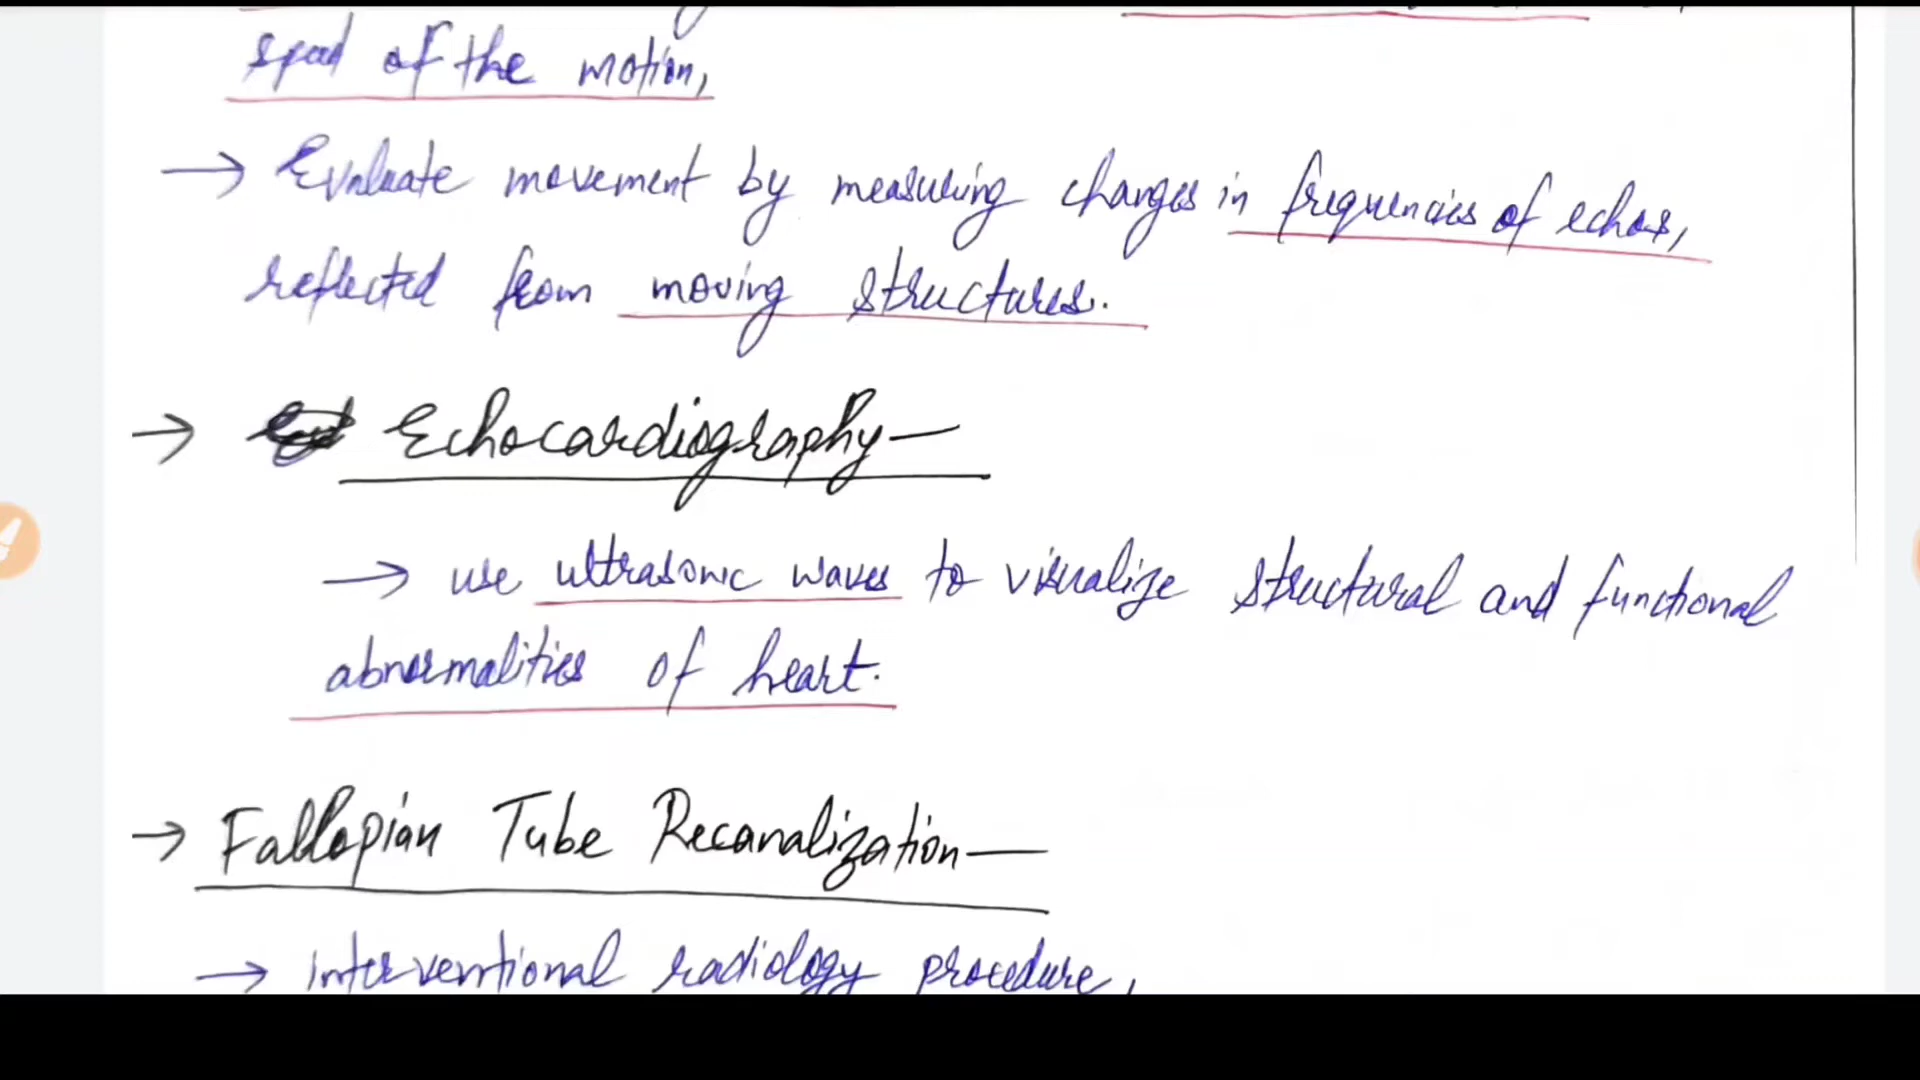 speed of the motion,
→ Evaluate movement by measuring changes in frequencies of echos,
reflected from moving structures.
→ Echocardiography—
→ use ultrasonic waves to visualize structural and functional
abnormalities of heart.
→ Fallopian Tube Recanalization—
→ interventional radiology procedure,